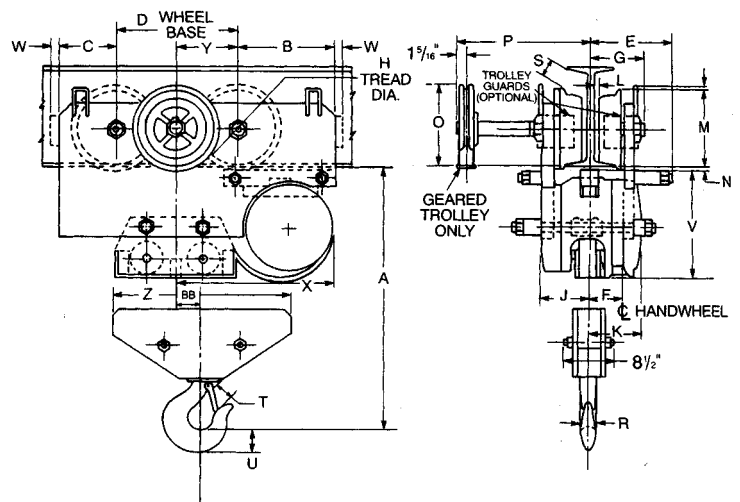 D WHEEL
BASE
W
C
Y
B
W
H
TREAD
DIA.
P
E
G
1 5/16"
S
L
TROLLEY
GUARDS
(OPTIONAL)
O
M
N
GEARED
TROLLEY
ONLY
V
A
Z
BB
X
J
F
℄ HANDWHEEL
K
8 1/2"
T
R
U